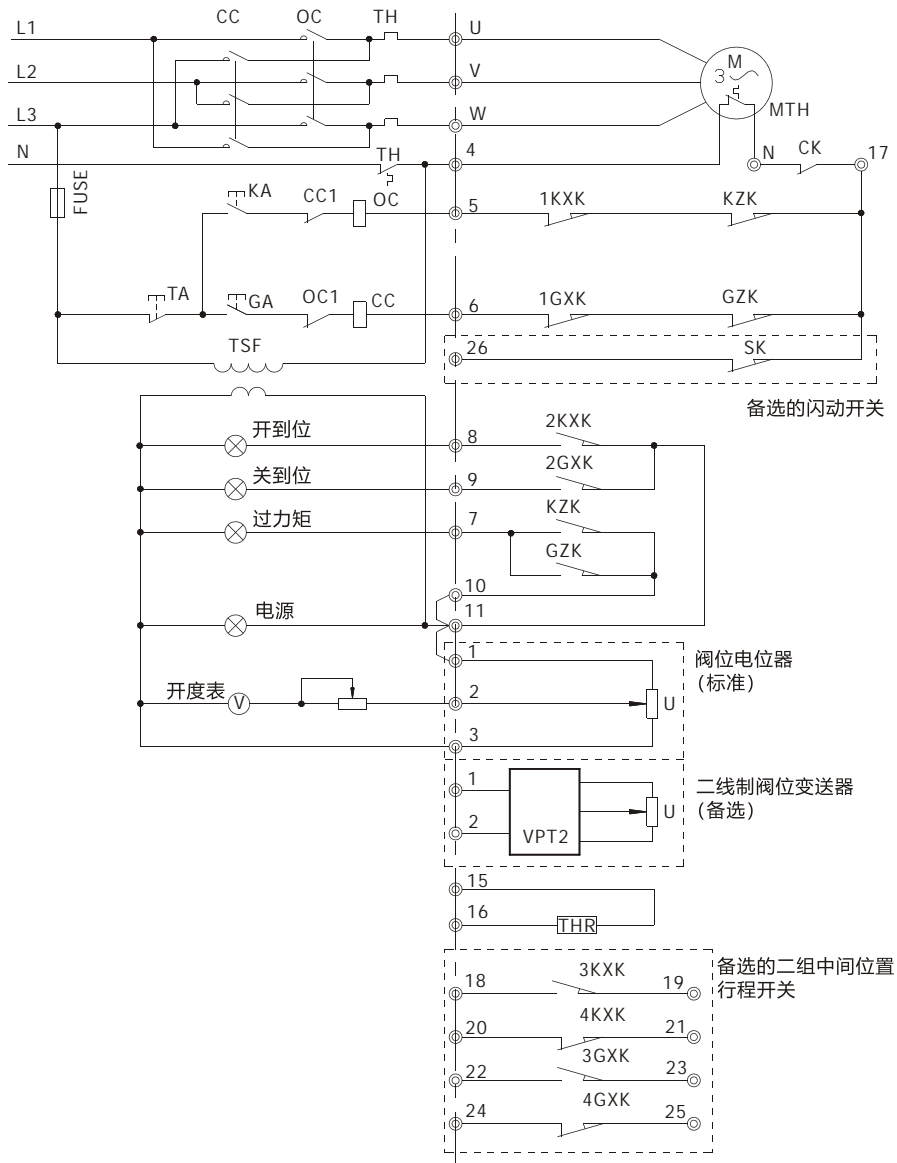 CC OC TH
L1 U
L2 V M
3
L3 W MTH
N TH 4 N CK 17
FUSE KA CC1 OC 5 1KXK KZK
TA GA OC1 CC 6 1GXK GZK
TSF 26 SK
备选的闪动开关
开到位 8 2KXK
关到位 9 2GXK
过力矩 7 KZK
GZK
10
电源 11
1 阀位电位器
(标准)
开度表 V 2 U
3
1 二线制阀位变送器
(备选)
2 VPT2 U
15
16 THR
备选的二组中间位置
行程开关
18 3KXK 19
20 4KXK 21
22 3GXK 23
24 4GXK 25